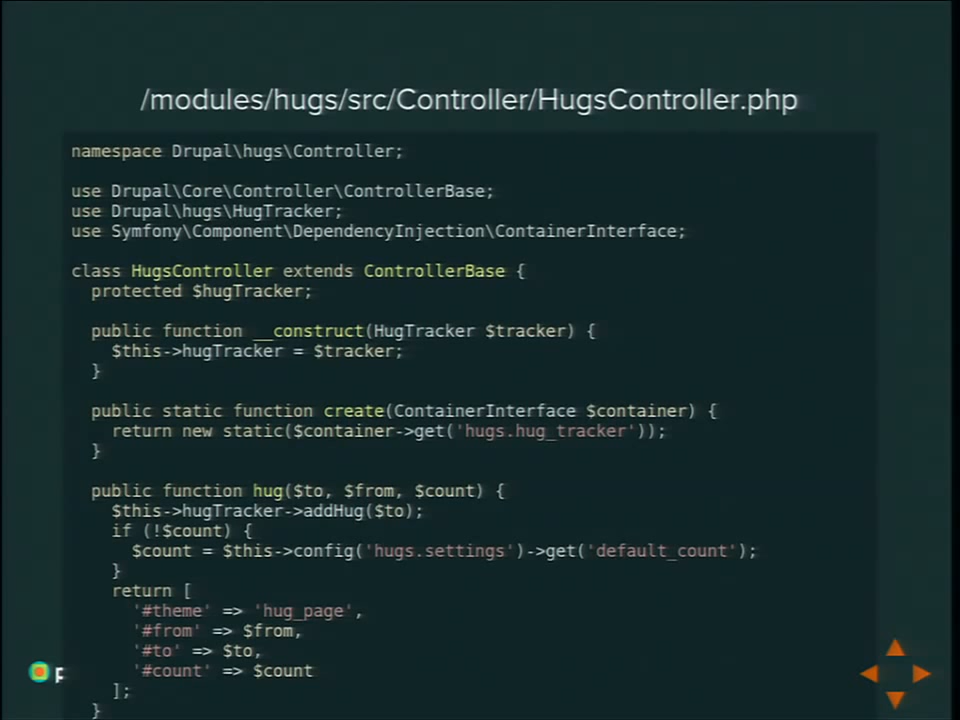 /modules/hugs/src/Controller/HugsController.php
namespace Drupal\hugs\Controller;
use Drupal\Core\Controller\ControllerBase;
use Drupal\hugs\HugTracker;
use Symfony\Component\DependencyInjection\ContainerInterface;
class HugsController extends ControllerBase {
protected $hugTracker;
public function __construct(HugTracker $tracker) {
$this->hugTracker = $tracker;
}
public static function create(ContainerInterface $container) {
return new static($container->get('hugs.hug_tracker'));
}
public function hug($to, $from, $count) {
$this->hugTracker->addHug($to);
if (!$count) {
$count = $this->config('hugs.settings')->get('default_count');
}
return [
'#theme' => 'hug_page',
'#from' => $from,
'#to' => $to,
'#count' => $count
];
}